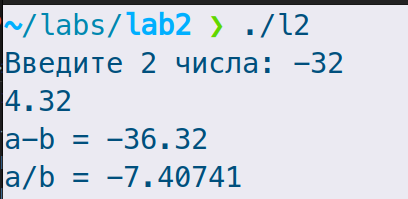 ~/labs/lab2 ❯ ./l2
Введите 2 числа: -32
4.32
a-b = -36.32
a/b = -7.40741